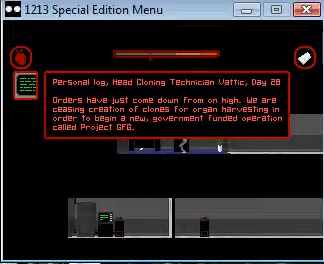 1213 Special Edition Menu
Personal log, Head Cloning Technician Vattic, Day 28
Orders have just come down from on high. We are
ceasing creation of clones for organ harvesting in
order to begin a new, government funded operation
called Project GFG.